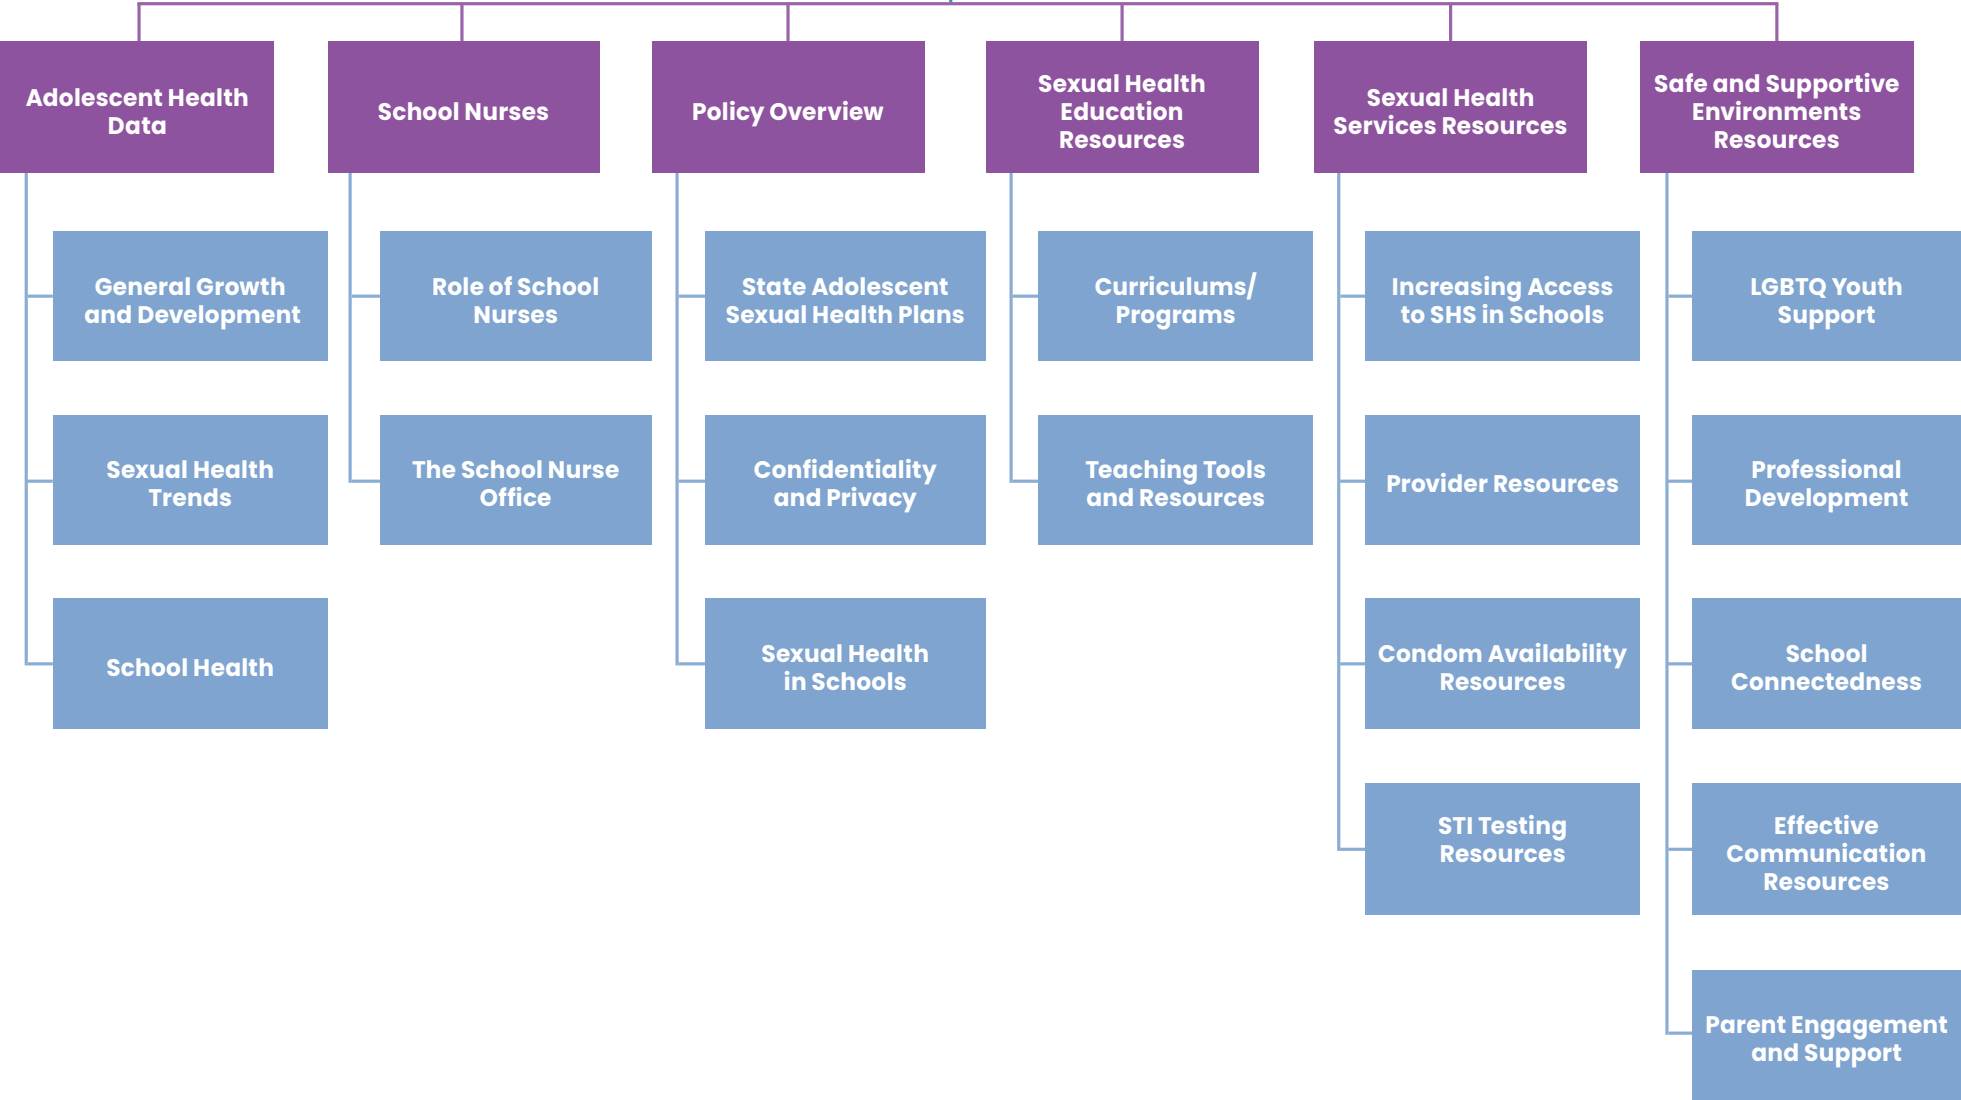 Adolescent Health
Data
School Nurses
Policy Overview
Sexual Health
Education
Resources
Sexual Health
Services Resources
Safe and Supportive
Environments
Resources
General Growth
and Development
Sexual Health
Trends
School Health
Role of School
Nurses
The School Nurse
Office
State Adolescent
Sexual Health Plans
Confidentiality
and Privacy
Sexual Health
in Schools
Curriculums/
Programs
Teaching Tools
and Resources
Increasing Access
to SHS in Schools
Provider Resources
Condom Availability
Resources
STI Testing
Resources
LGBTQ Youth
Support
Professional
Development
School
Connectedness
Effective
Communication
Resources
Parent Engagement
and Support